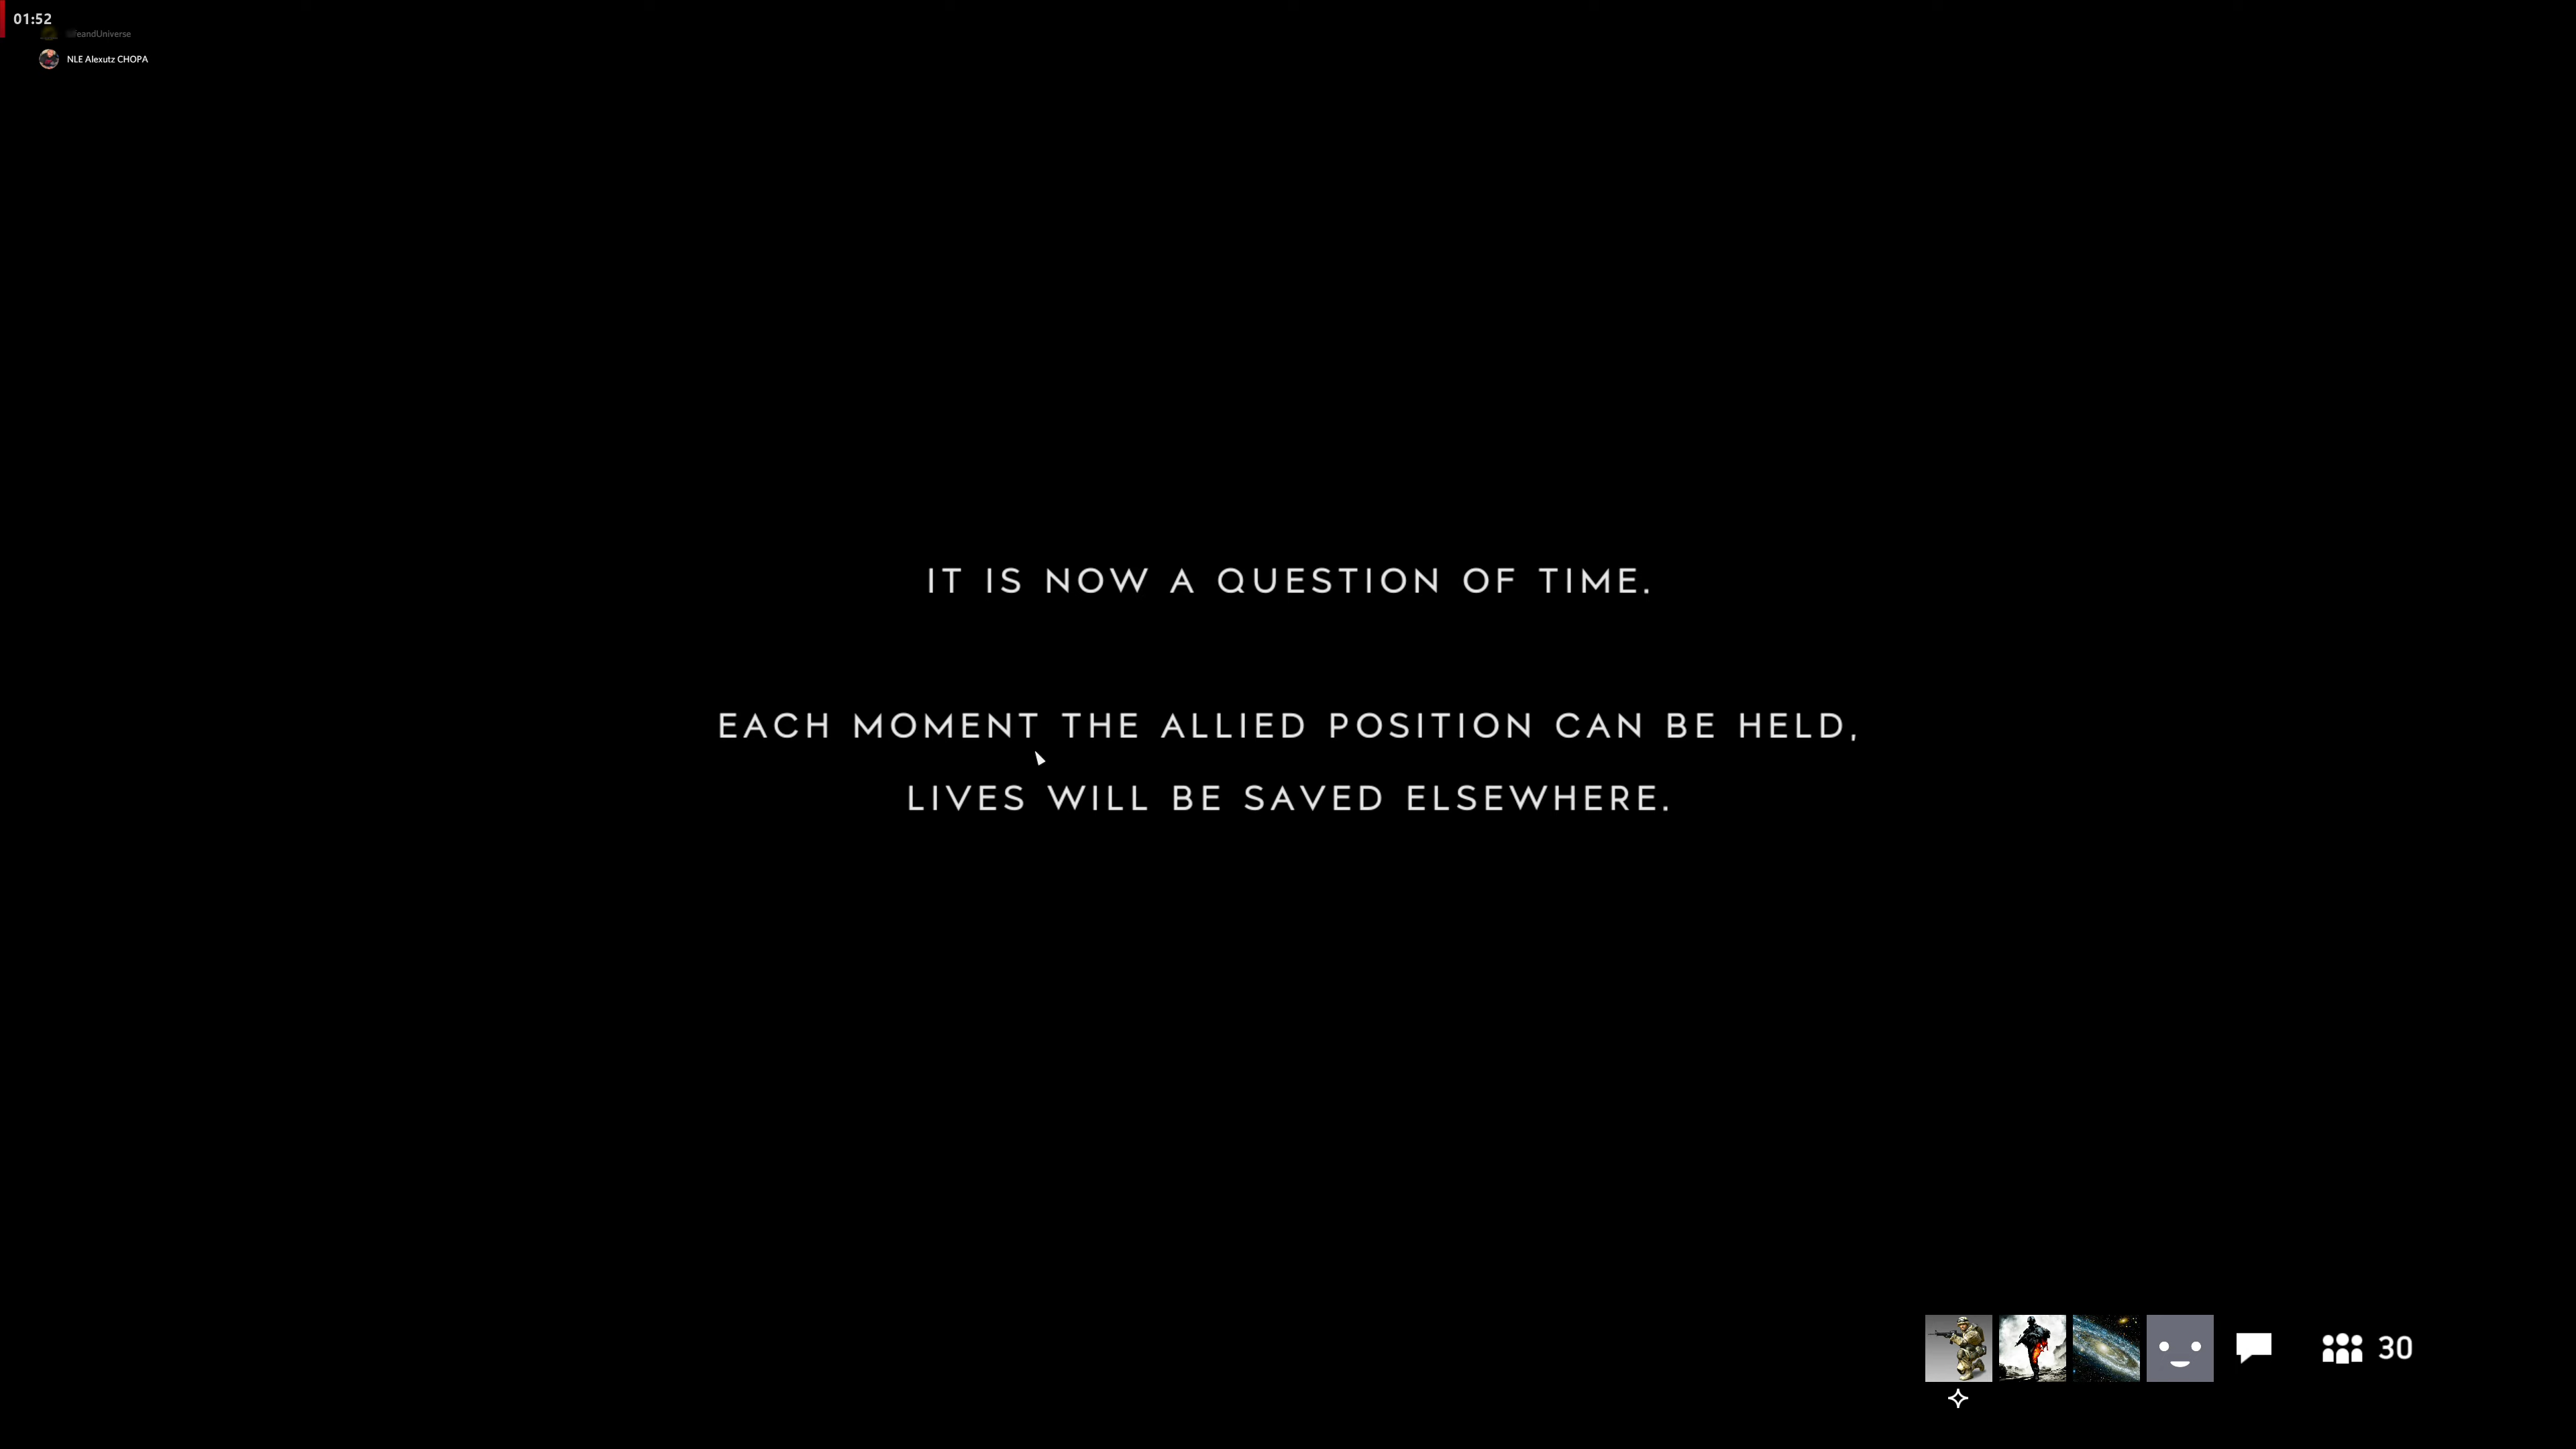 01:52
eandUniverse
NLE Alexutz CHOPA
IT IS NOW A QUESTION OF TIME.
EACH MOMENT THE ALLIED POSITION CAN BE HELD,
LIVES WILL BE SAVED ELSEWHERE.
30